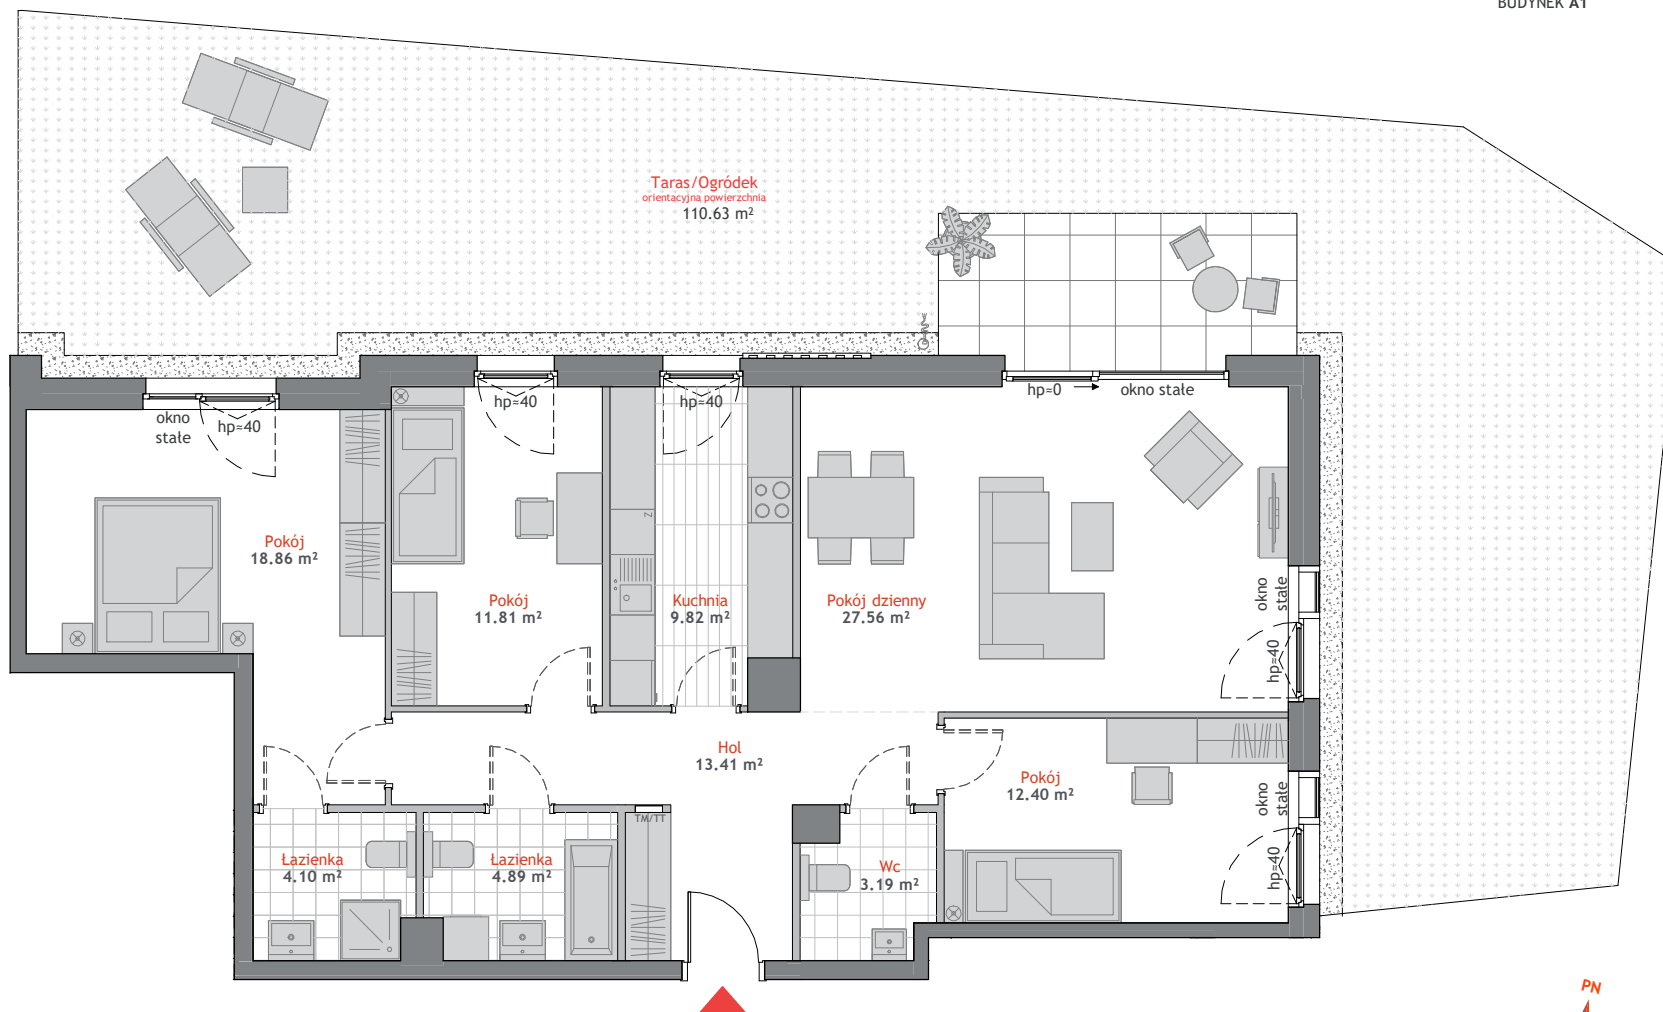 BUDYNEK A1
Taras/Ogródek
orientacyjna powierzchnia
110.63 m²
okno
stałe
hp≈40
hp≈40
hp≈40
hp≈0
okno stałe
Pokój
18.86 m²
Pokój
11.81 m²
Z
Kuchnia
9.82 m²
Pokój dzienny
27.56 m²
okno
stałe
hp≈40
Hol
13.41 m²
Pokój
12.40 m²
okno
stałe
hp≈40
TM/TT
Łazienka
4.10 m²
Łazienka
4.89 m²
Wc
3.19 m²
PN